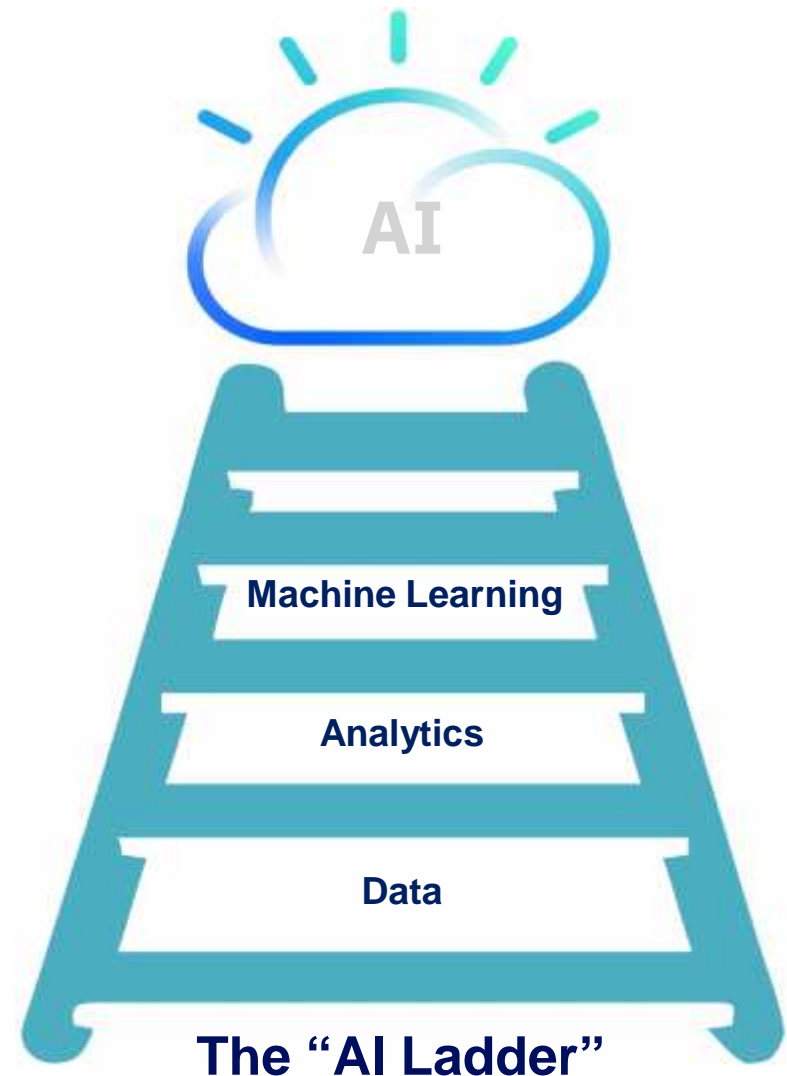 AI
Machine Learning
Analytics
Data
The “AI Ladder”